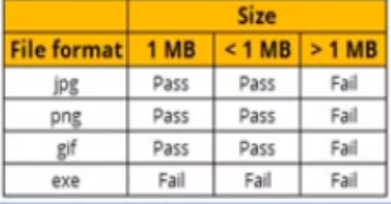 Size
File format 1 MB < 1 MB > 1 MB
jpg Pass Pass Fail
png Pass Pass Fail
gif Pass Pass Fail
exe Fail Fail Fail